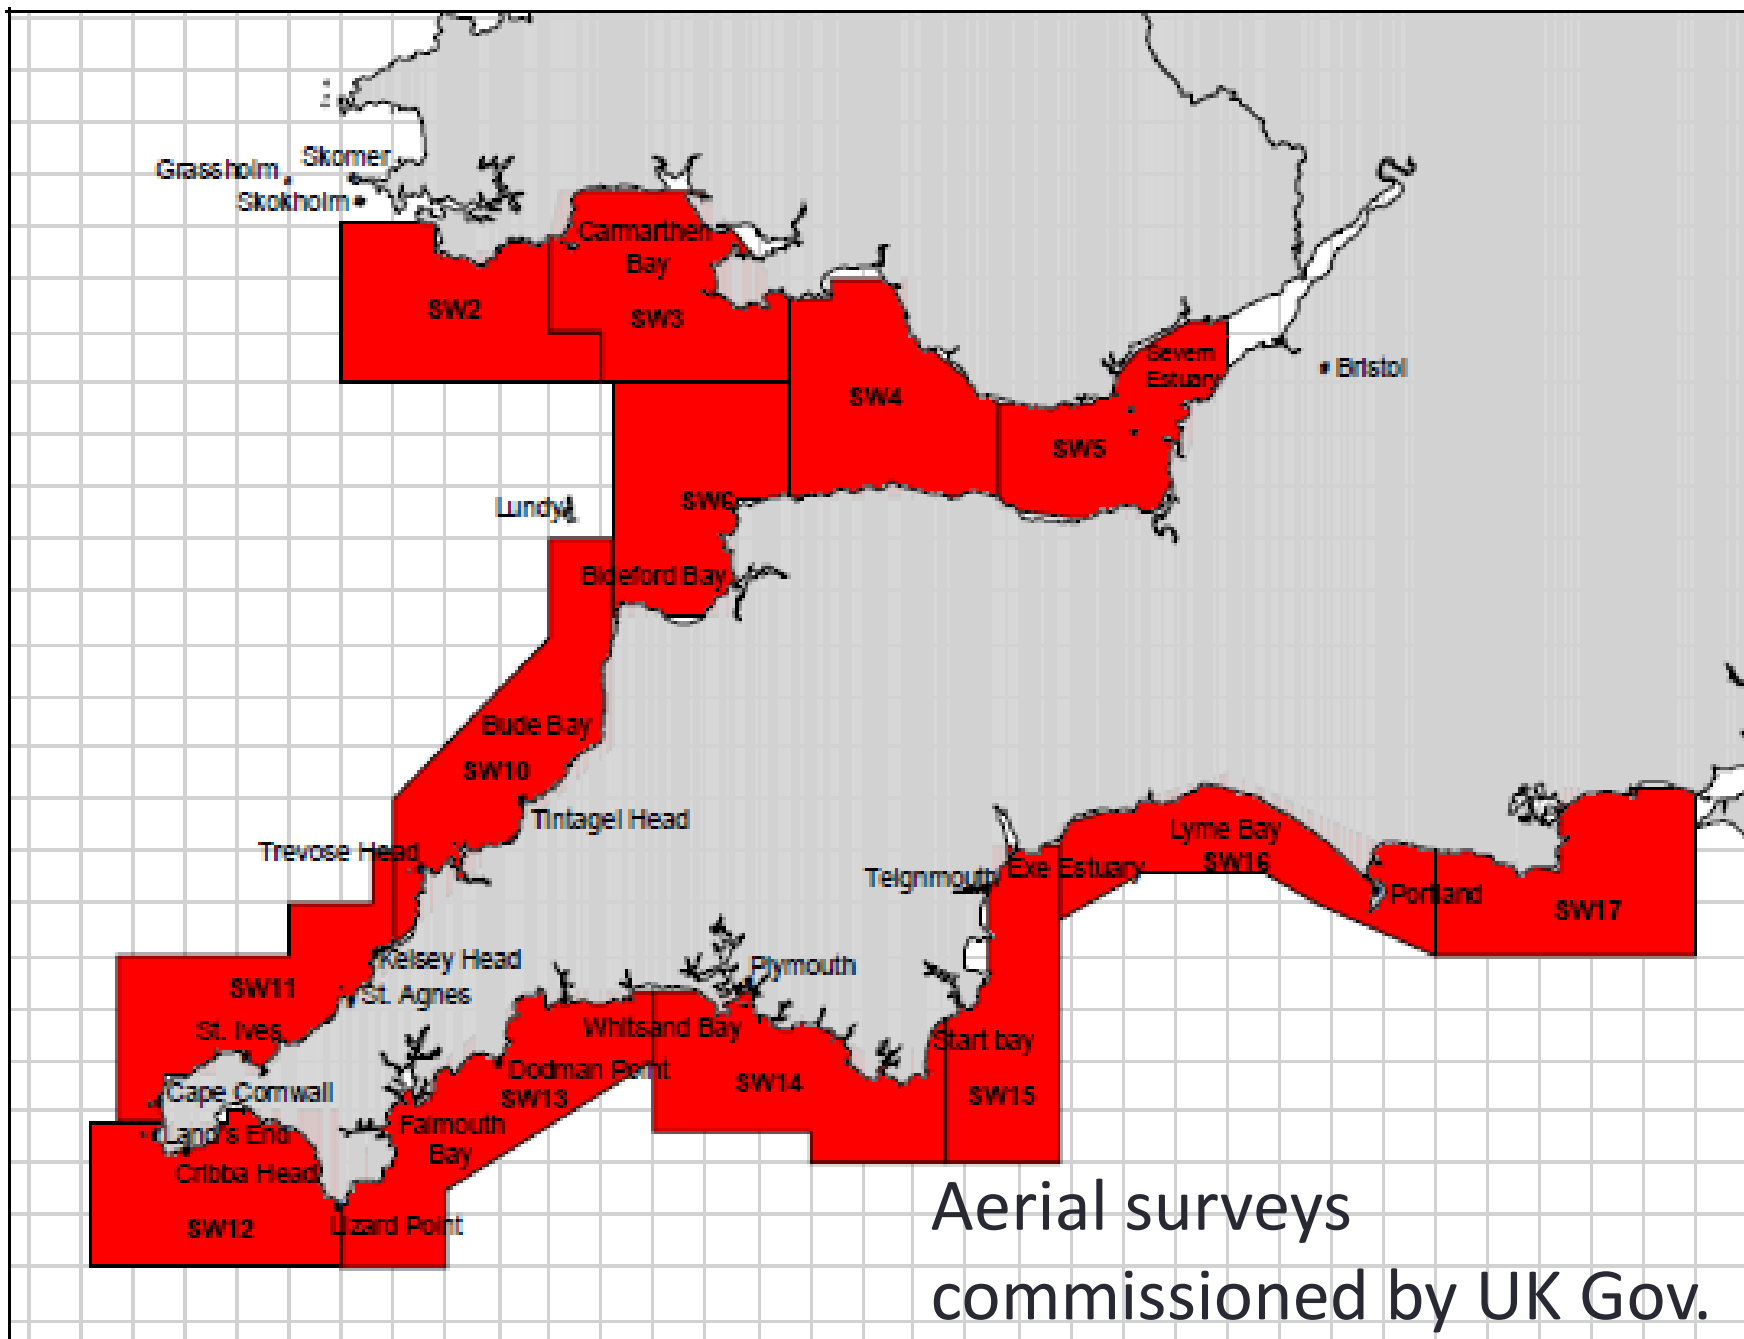 Skomer
Grassholm
Skokholm
Carmarthen
Bay
SW2
SW3
Severn
Estuary
Bristol
SW4
SW5
SW6
Lundy
Bideford Bay
Bude Bay
SW10
Tintagel Head
Trevose Head
Lyme Bay
SW16
Exe Estuary
Teignmouth
Portland
SW17
Kelsey Head
Plymouth
SW11
St. Agnes
St. Ives
Whitsand Bay
Start bay
Dodman Point
SW13
SW14
SW15
Cape Cornwall
Falmouth
Bay
Land's End
Cribba Head
SW12
Lizard Point
Aerial surveys
commissioned by UK Gov.